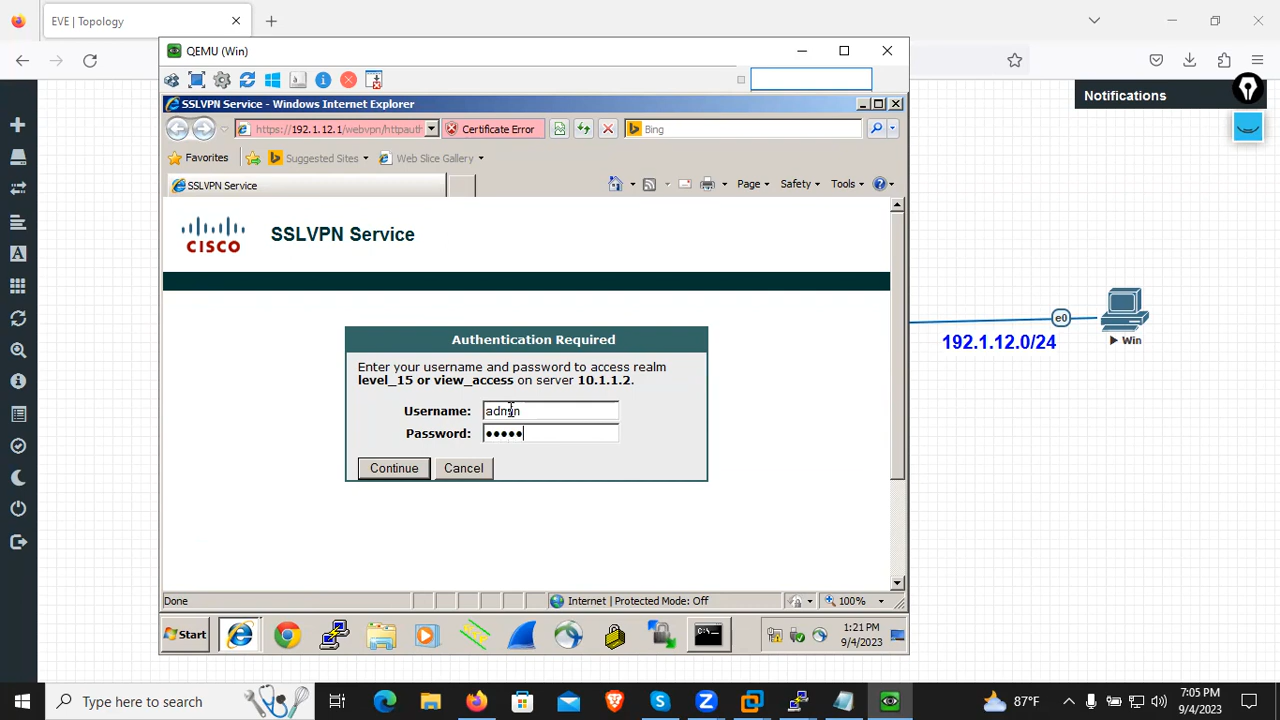 EVE | Topology
QEMU (Win)
Notifications
SSLVPN Service - Windows Internet Explorer
https://192.1.12.1/webvpn/httpauth
Certificate Error
Bing
Favorites
Suggested Sites
Web Slice Gallery
SSLVPN Service
Page
Safety
Tools
CISCO
SSLVPN Service
Authentication Required
Enter your username and password to access realm
level_15 or view_access on server 10.1.1.2.
Username: admin
Password: •••••
Continue
Cancel
e0
192.1.12.0/24
Win
Done
Internet | Protected Mode: Off
100%
Start
C:\_
1:21 PM
9/4/2023
Type here to search
87°F
7:05 PM
9/4/2023